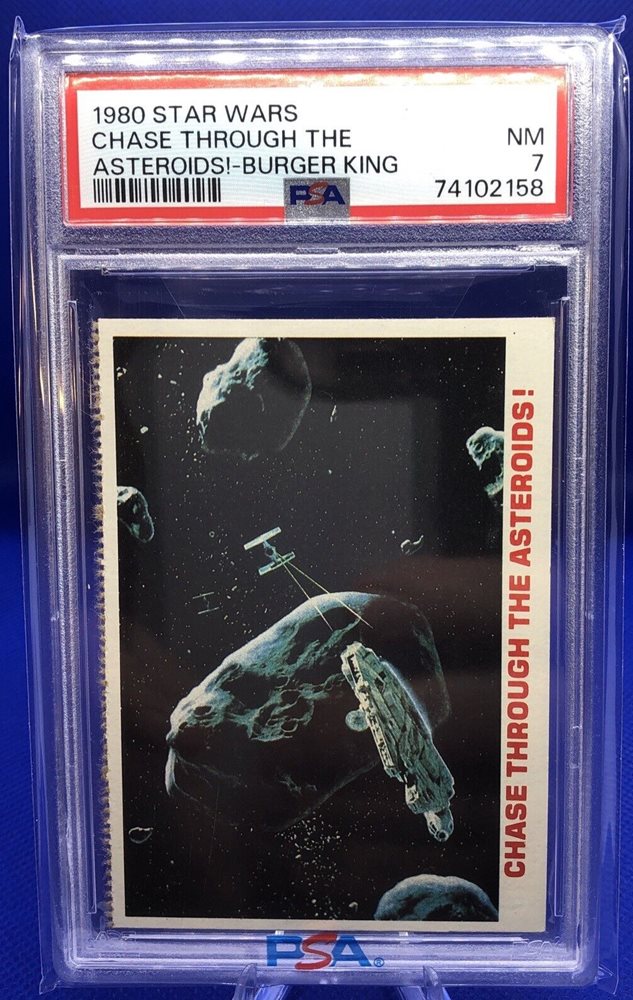 1980 STAR WARS
CHASE THROUGH THE NM
ASTEROIDS!-BURGER KING 7
PSA 74102158
CHASE THROUGH THE ASTEROIDS!
PSA®